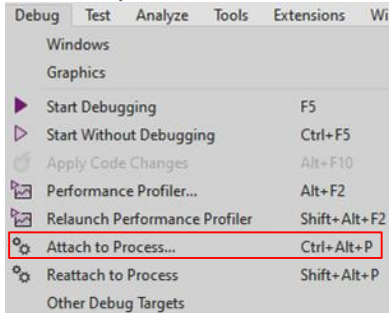 Debug Test Analyze Tools Extensions Wi
Windows
Graphics
Start Debugging F5
Start Without Debugging Ctrl+F5
Apply Code Changes Alt+F10
Performance Profiler... Alt+F2
Relaunch Performance Profiler Shift+Alt+F2
Attach to Process... Ctrl+Alt+P
Reattach to Process Shift+Alt+P
Other Debug Targets